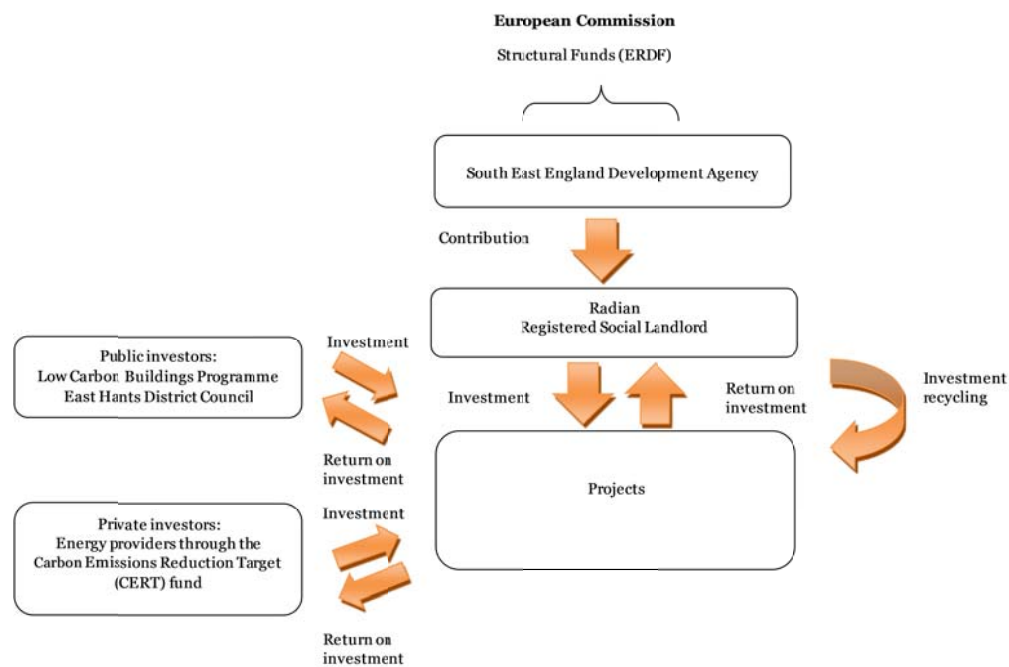 European Commission
Structural Funds (ERDF)
South East England Development Agency
Contribution
Radian
Registered Social Landlord
Public investors:
Low Carbon Buildings Programme
East Hants District Council
Investment
Return on
investment
Investment
Return on
investment
Investment
recycling
Projects
Private investors:
Energy providers through the
Carbon Emissions Reduction Target
(CERT) fund
Investment
Return on
investment